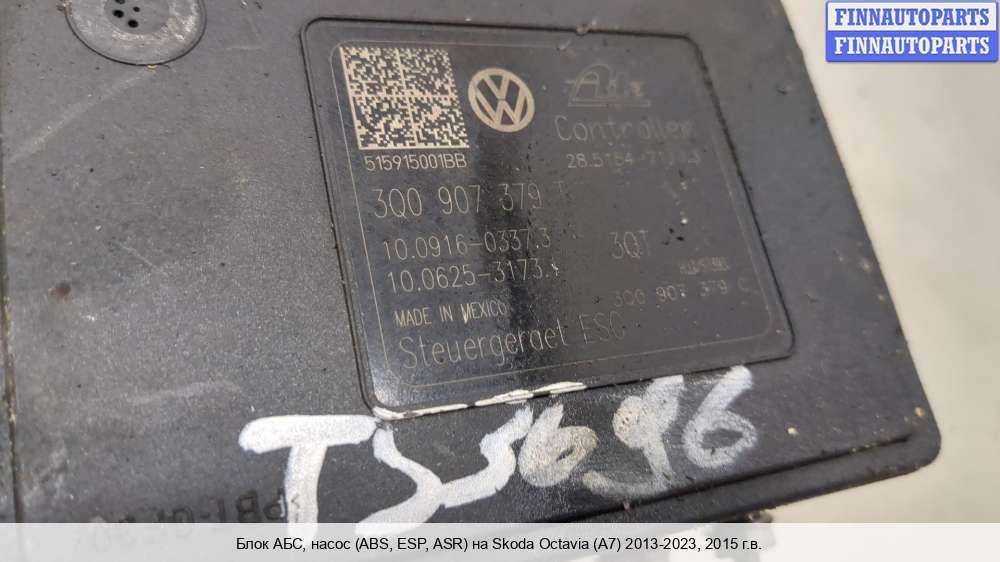 FINNAUTOPARTS
FINNAUTOPARTS
Ate
Controller
515915001BB
3Q0 907 379
10.0916-0337.3
3QT
10.0625-3173.
3Q0 907 379 C
MADE IN MEXICO
Steuergeraet ESC
Блок АБС, насос (ABS, ESP, ASR) на Skoda Octavia (A7) 2013-2023, 2015 г.в.